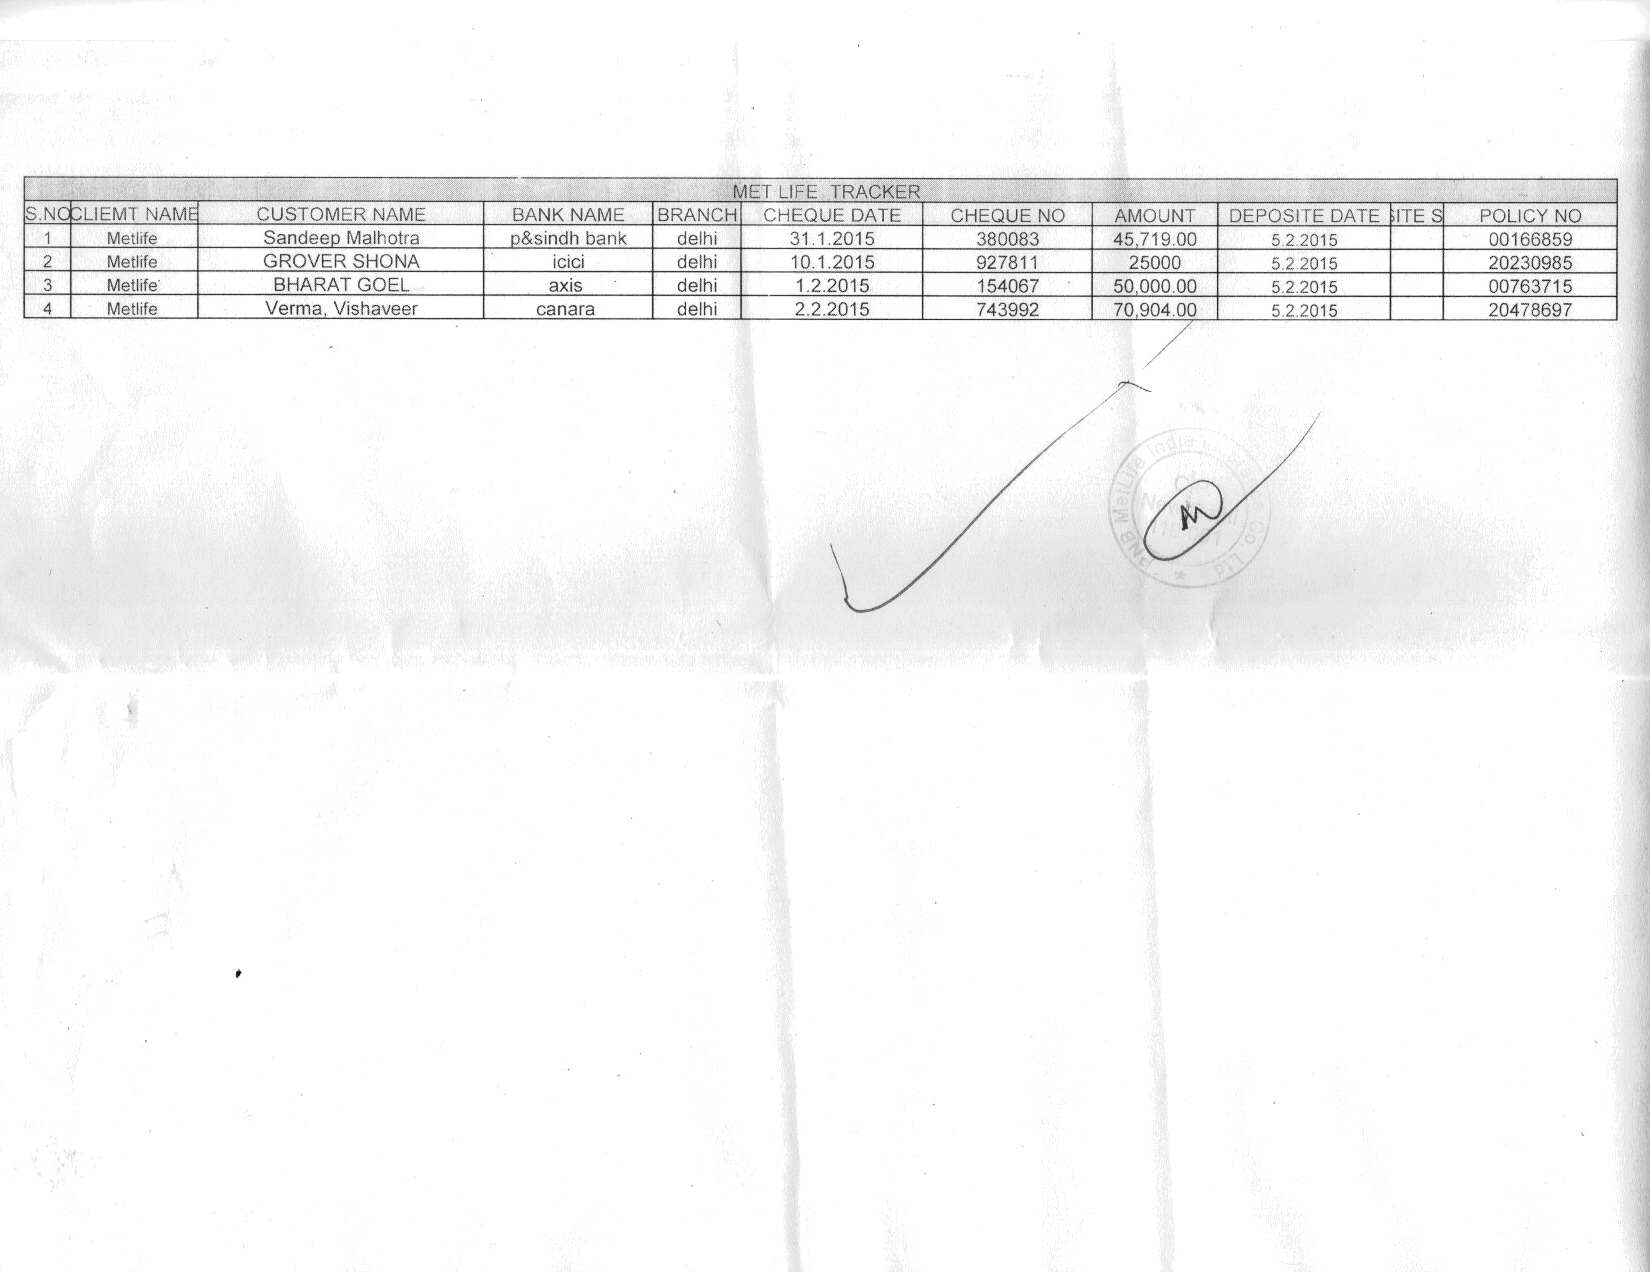 MET LIFE TRACKER
S.NO CLIEMT NAME CUSTOMER NAME BANK NAME BRANCH CHEQUE DATE CHEQUE NO AMOUNT DEPOSITE DATE SITE S POLICY NO
1 Metlife Sandeep Malhotra p&sindh bank delhi 31.1.2015 380083 45,719.00 5.2.2015 00166859
2 Metlife GROVER SHONA icici delhi 10.1.2015 927811 25000 5.2.2015 20230985
3 Metlife BHARAT GOEL axis delhi 1.2.2015 154067 50,000.00 5.2.2015 00763715
4 Metlife Verma, Vishaveer canara delhi 2.2.2015 743992 70,904.00 5.2.2015 20478697
PNB MetLife India Co. Ltd